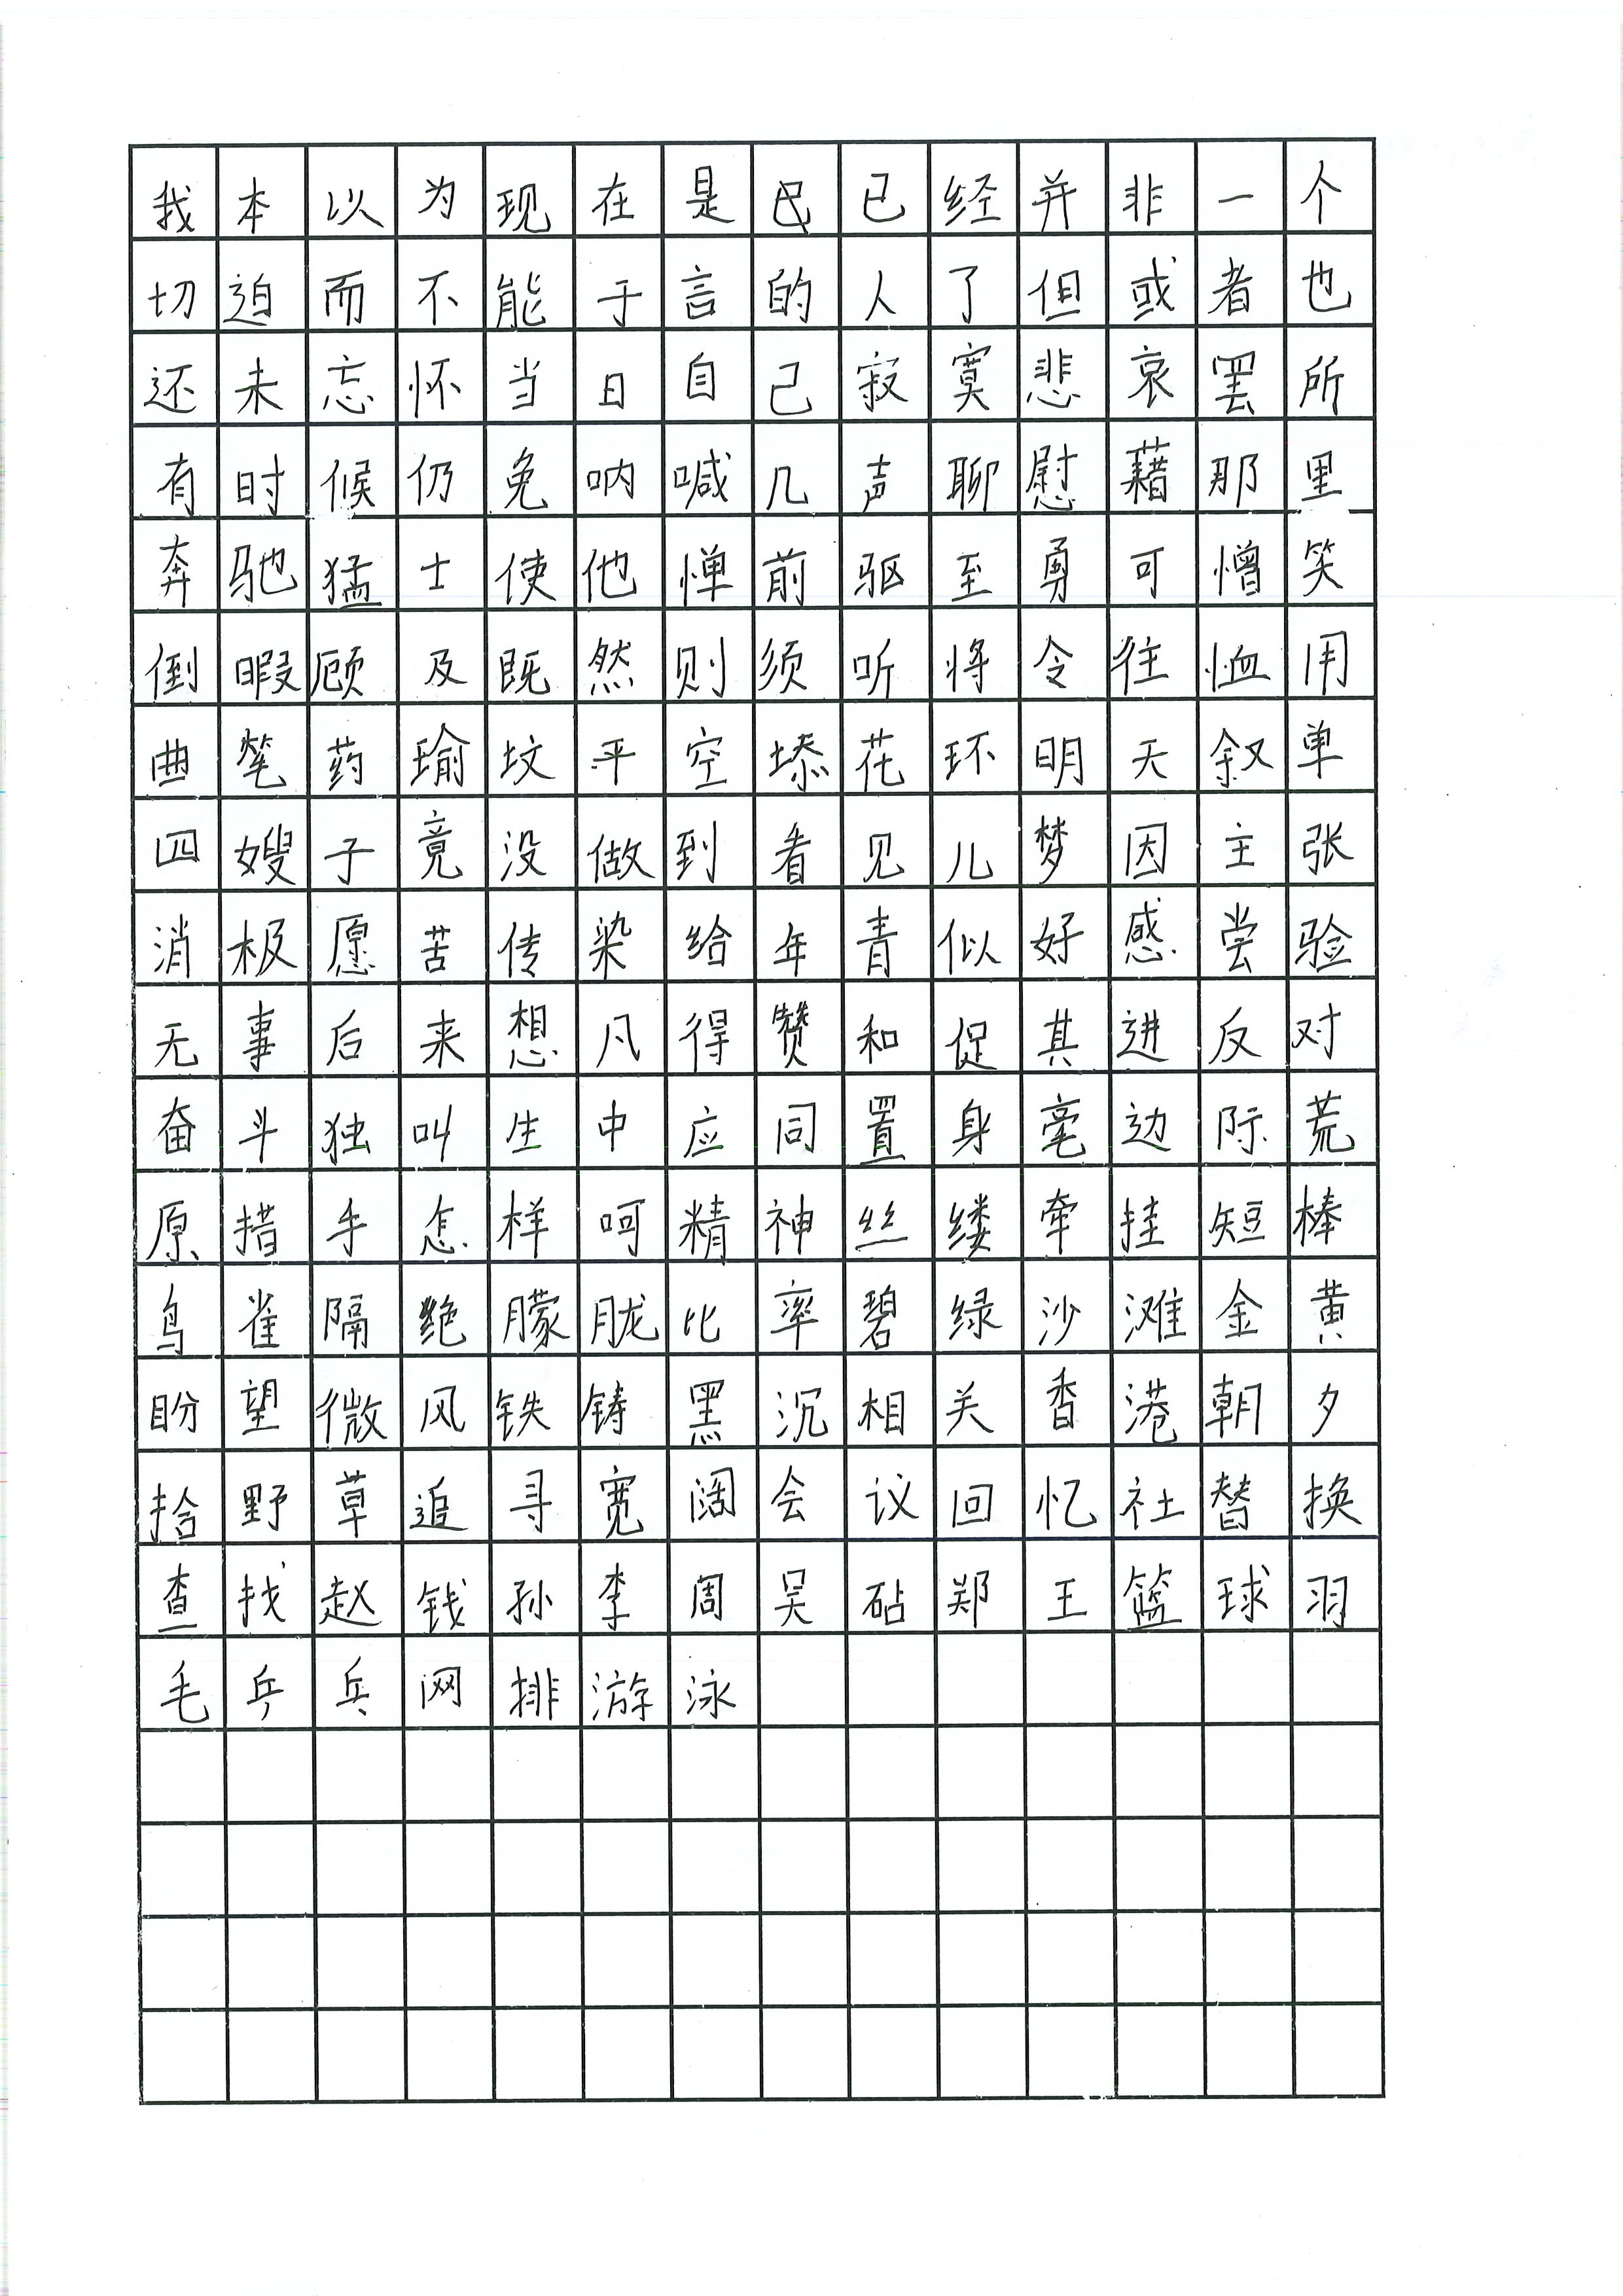 我本以为现在是已经并非一个
切迫而不能于言的人了但或者也
还未忘怀当日自己寂寞悲哀罢所
有时候仍免呐喊几声聊慰藉那里
奔驰猛士使他惮前驱至勇可憎笑
倒暇顾及既然则须听将令往恤用
曲笔药瑜坟平空添花环明天叙单
四嫂子竟没做到看见儿梦因主张
消极愿苦传染给年青似好感尝验
无事后来想凡得赞和促其进反对
奋斗独叫生中应同置身毫边际荒
原措手怎样呵精神丝缕牵挂短棒
鸟雀隔绝朦胧比率碧绿沙滩金黄
盼望微风铁铸黑沉相关香港朝夕
拾野草追寻宽阔会议回忆社替换
查找赵钱孙李周吴砧郑王篮球羽
毛乒乓网排游泳